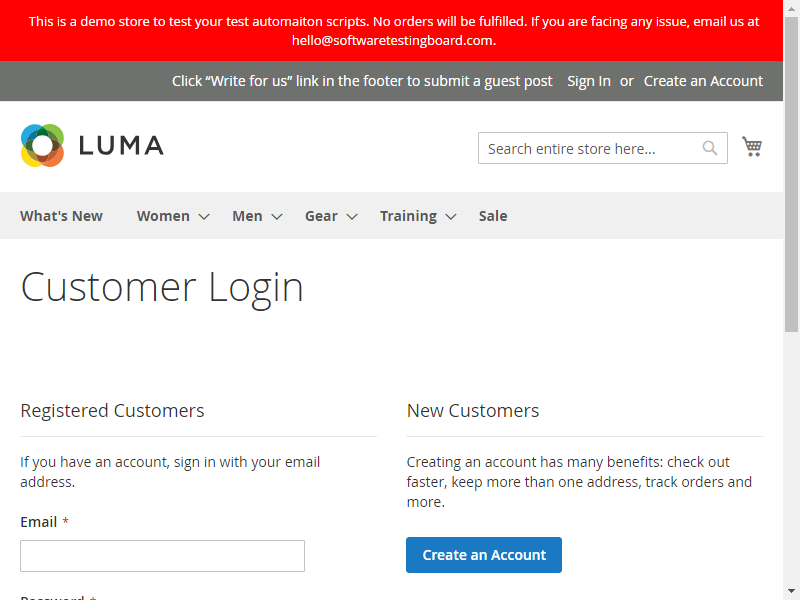 This is a demo store to test your test automaiton scripts. No orders will be fulfilled. If you are facing any issue, email us at
hello@softwaretestingboard.com.
Click “Write for us” link in the footer to submit a guest post Sign In or Create an Account
LUMA
Search entire store here...
What's New Women Men Gear Training Sale
Customer Login
Registered Customers
If you have an account, sign in with your email
address.
Email *
Password *
New Customers
Creating an account has many benefits: check out
faster, keep more than one address, track orders and
more.
Create an Account